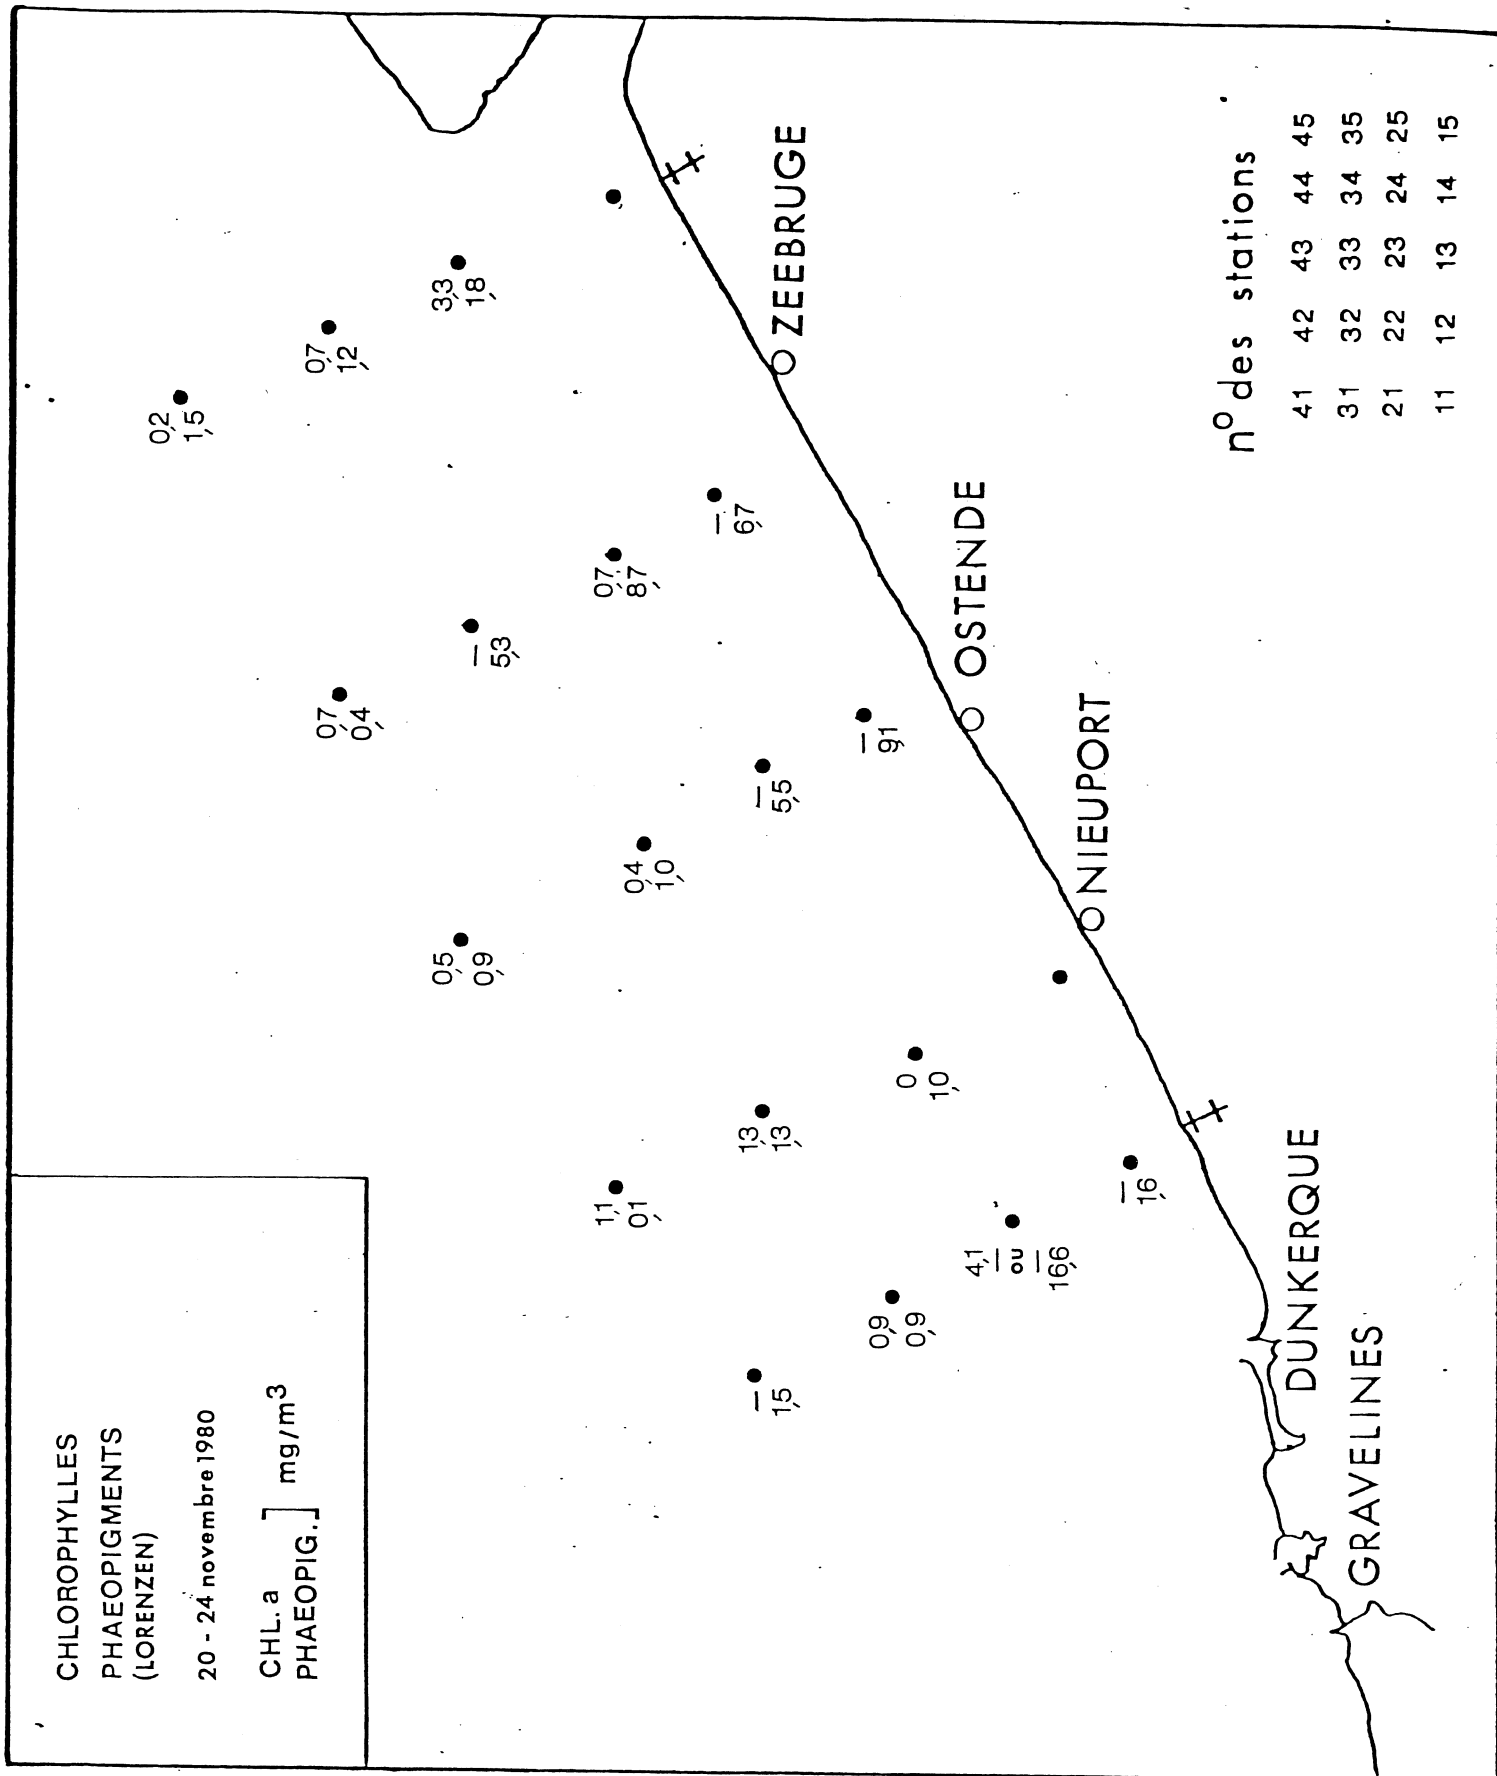 CHLOROPHYLLES
PHAEOPIGMENTS
(LORENZEN)
20 - 24 novembre 1980
CHL. a
PHAEOPIG.] mg/m³
0,2
1,5
0,7
1,2
3,3
1,8
0,7
0,4
—
5,3
0,7
8,7
—
6,7
0,5
0,9
0,4
1,0
—
5,5
—
9,1
1,1
0,1
1,3
1,3
0
1,0
—
1,5
0,9
0,9
4,1
—
ou
—
16,6
—
1,6
ZEEBRUGE
OSTENDE
NIEUPORT
DUNKERQUE
GRAVELINES
nº des stations
41 42 43 44 45
31 32 33 34 35
21 22 23 24 25
11 12 13 14 15